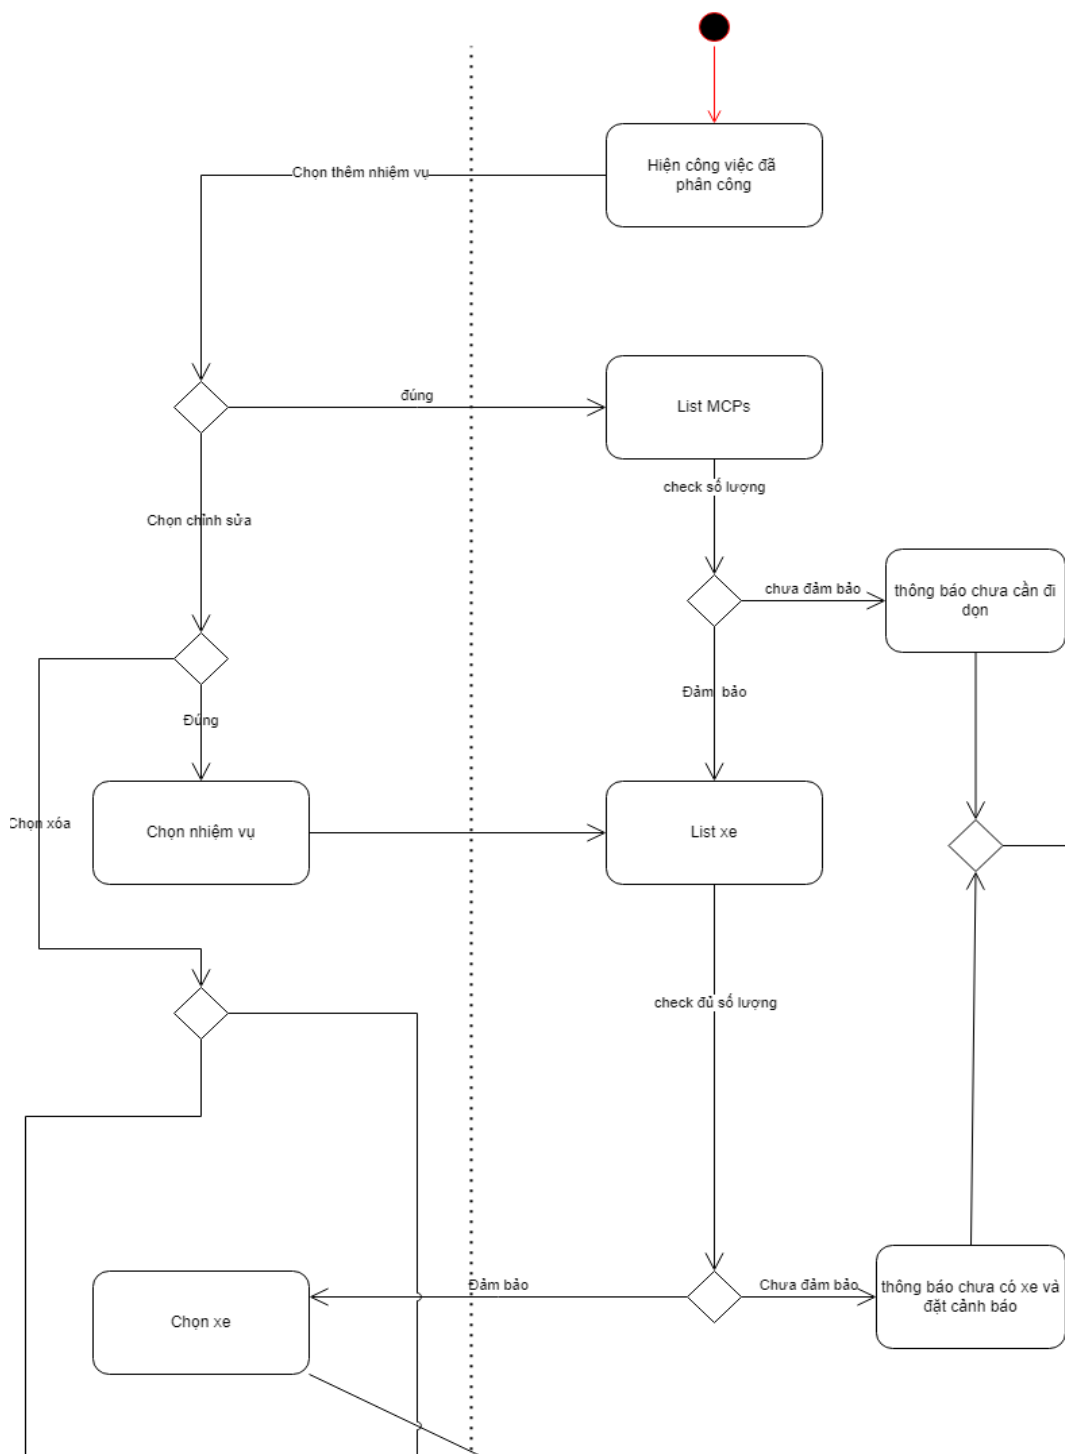 Hiện công việc đã
phân công
Chọn thêm nhiệm vụ
đúng
List MCPs
check số lượng
Chọn chỉnh sửa
chưa đảm bảo
thông báo chưa cần đi
dọn
Đảm bảo
Đúng
Chọn xóa
Chọn nhiệm vụ
List xe
check đủ số lượng
Đảm bảo
Chưa đảm bảo
thông báo chưa có xe và
đặt cảnh báo
Chọn xe